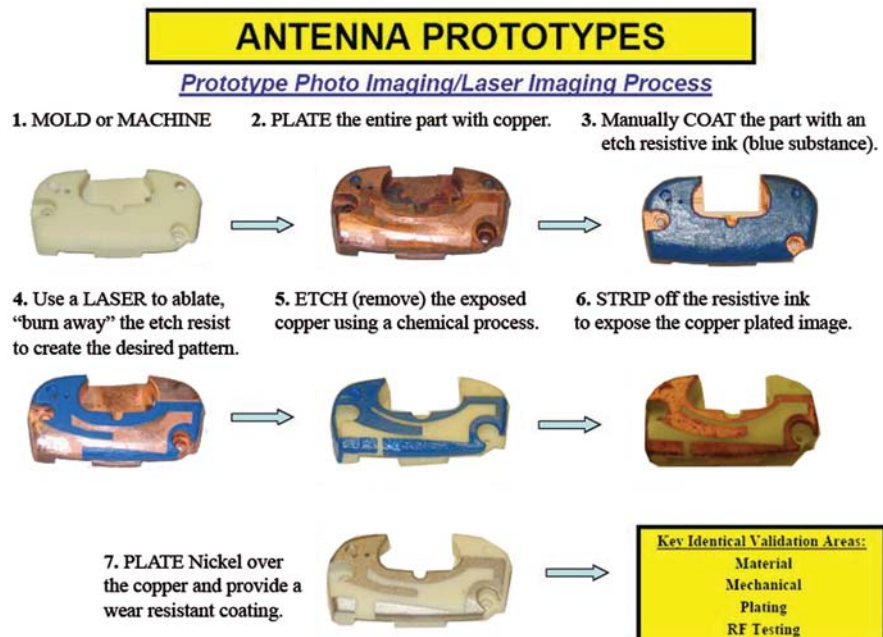 ANTENNA PROTOTYPES
Prototype Photo Imaging/Laser Imaging Process
1. MOLD or MACHINE
2. PLATE the entire part with copper.
3. Manually COAT the part with an
etch resistive ink (blue substance).
4. Use a LASER to ablate,
“burn away” the etch resist
to create the desired pattern.
5. ETCH (remove) the exposed
copper using a chemical process.
6. STRIP off the resistive ink
to expose the copper plated image.
7. PLATE Nickel over
the copper and provide a
wear resistant coating.
Key Identical Validation Areas:
Material
Mechanical
Plating
RF Testing